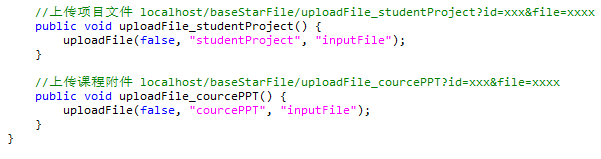 //上传项目文件 localhost/baseStarFile/uploadFile_studentProject?id=xxx&file=xxxx
public void uploadFile_studentProject() {
uploadFile(false, "studentProject", "inputFile");
}
//上传课程附件 localhost/baseStarFile/uploadFile_courcePPT?id=xxx&file=xxxx
public void uploadFile_courcePPT() {
uploadFile(false, "courcePPT", "inputFile");
}
}